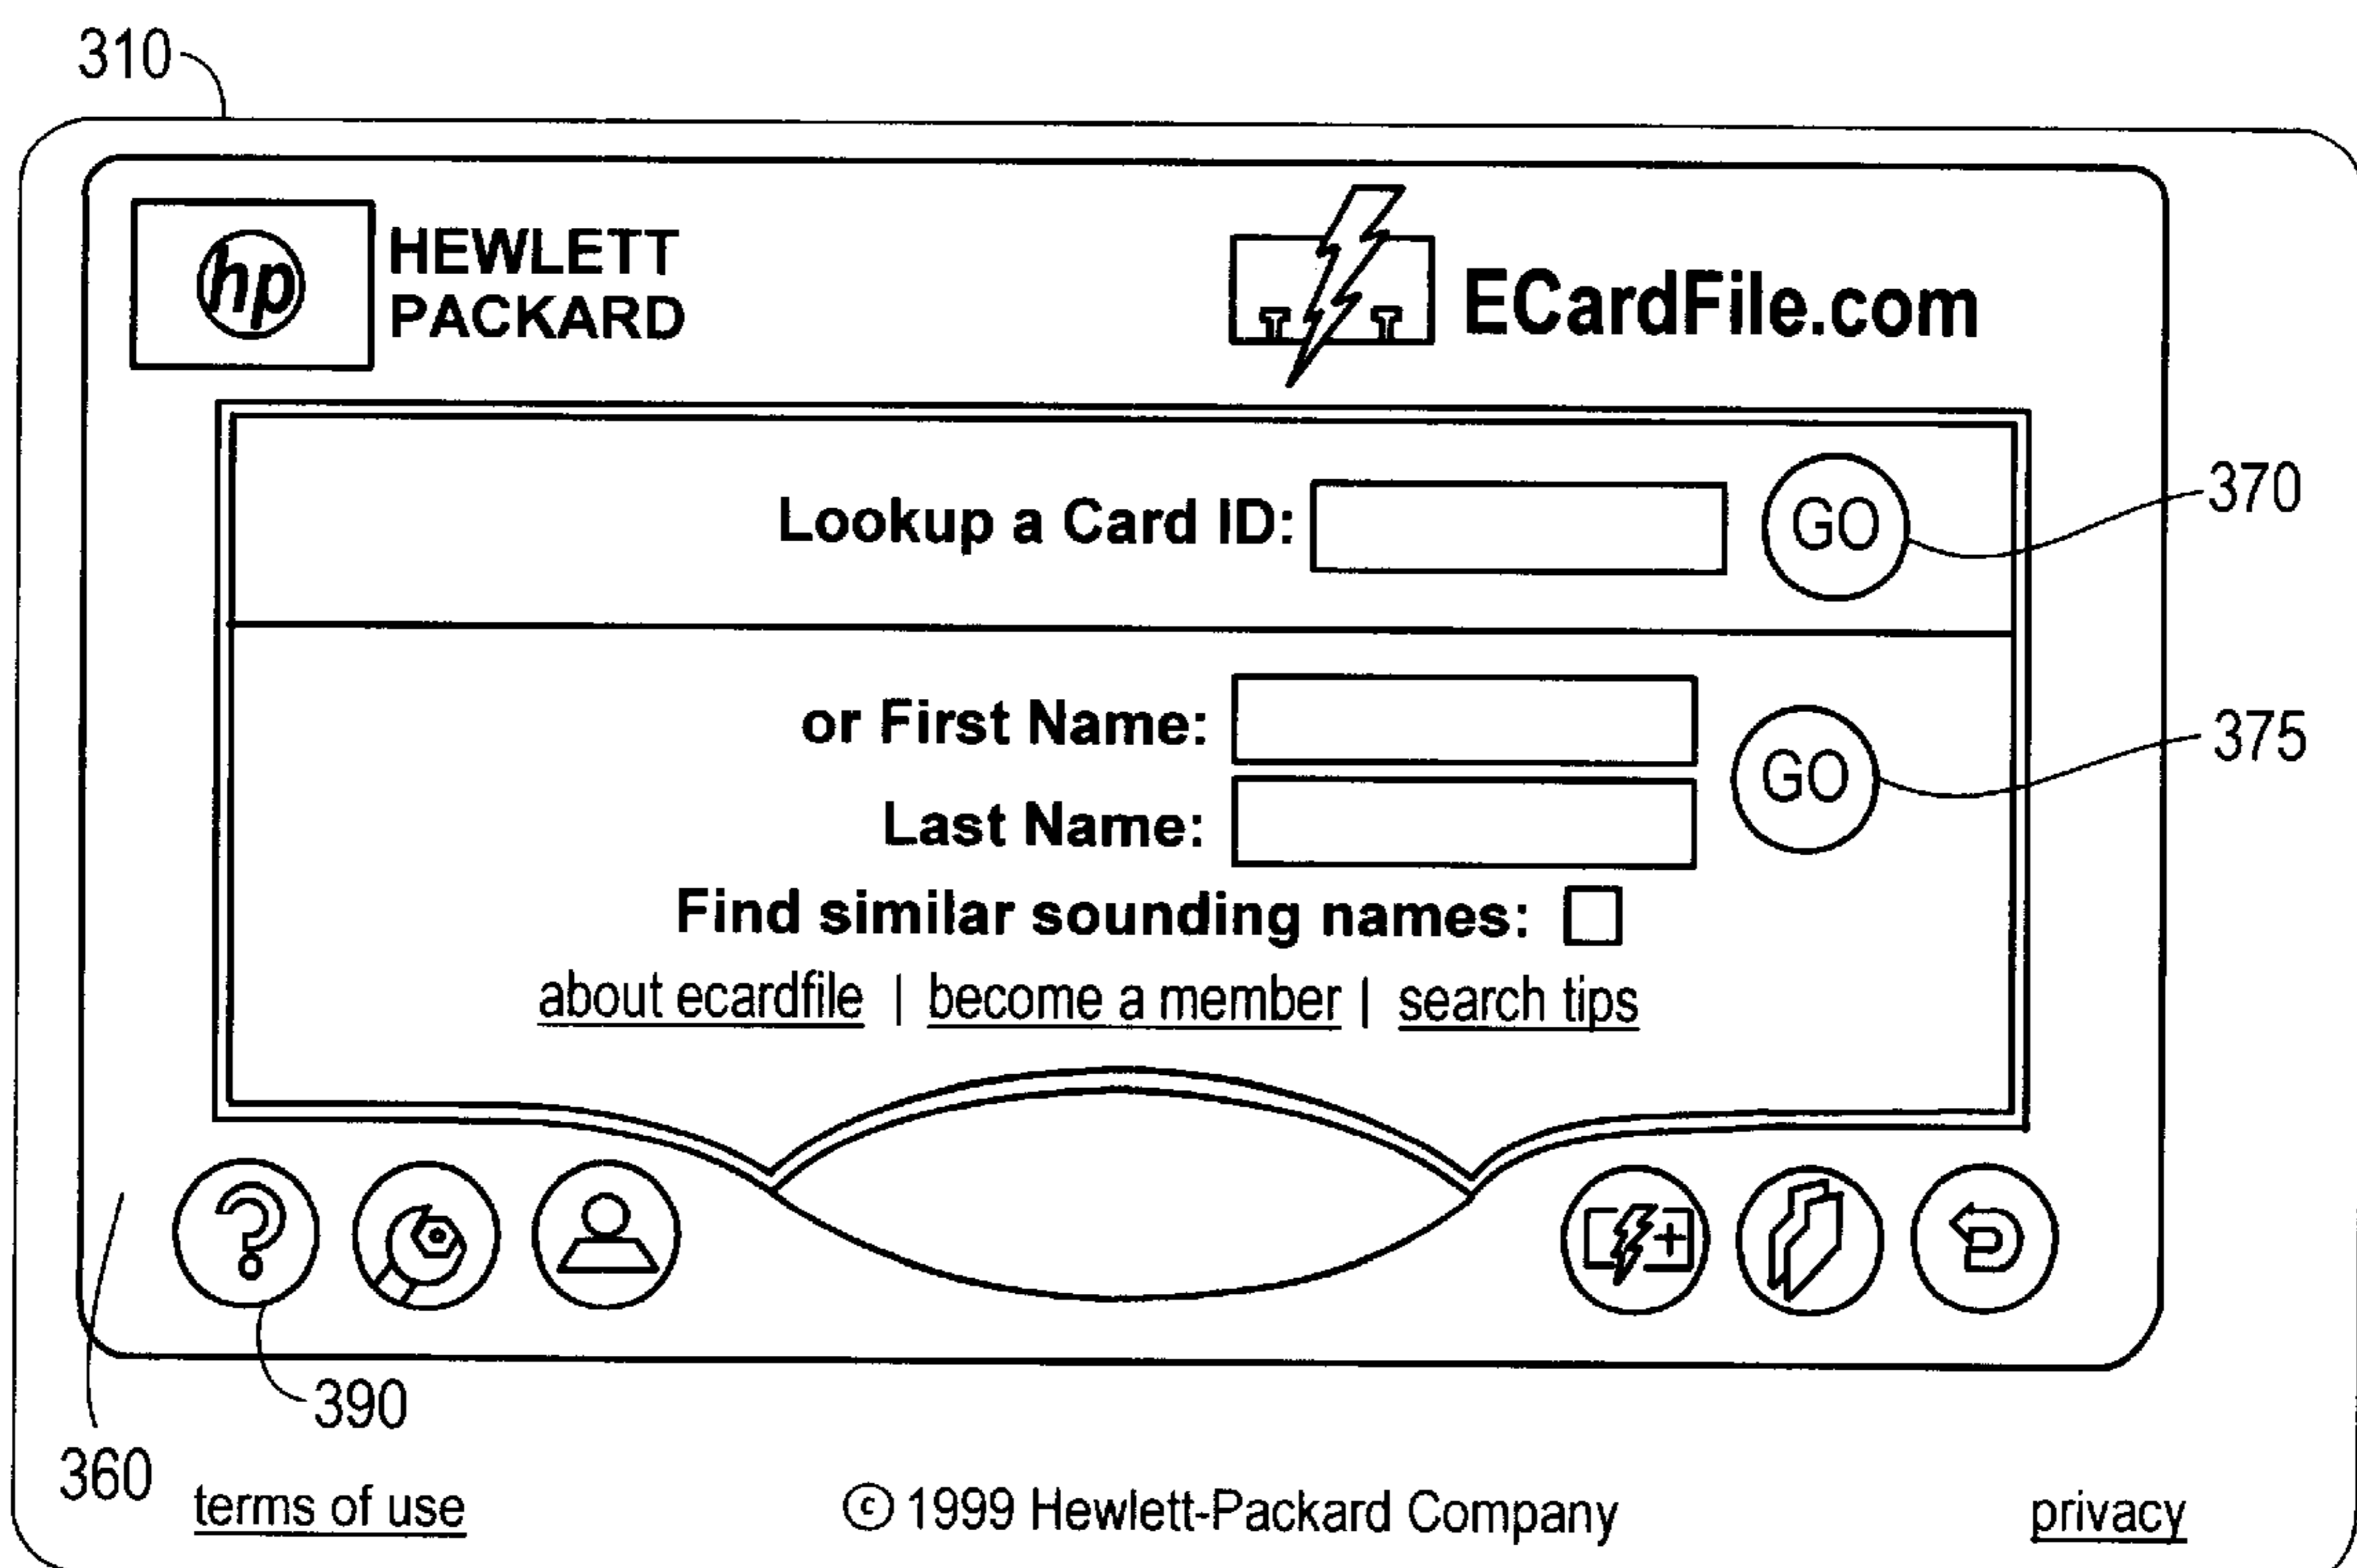 310
hp HEWLETT
PACKARD
ECardFile.com
Lookup a Card ID: GO
370
or First Name:
GO
375
Last Name:
Find similar sounding names:
about ecardfile | become a member | search tips
?
390
360
terms of use © 1999 Hewlett-Packard Company privacy